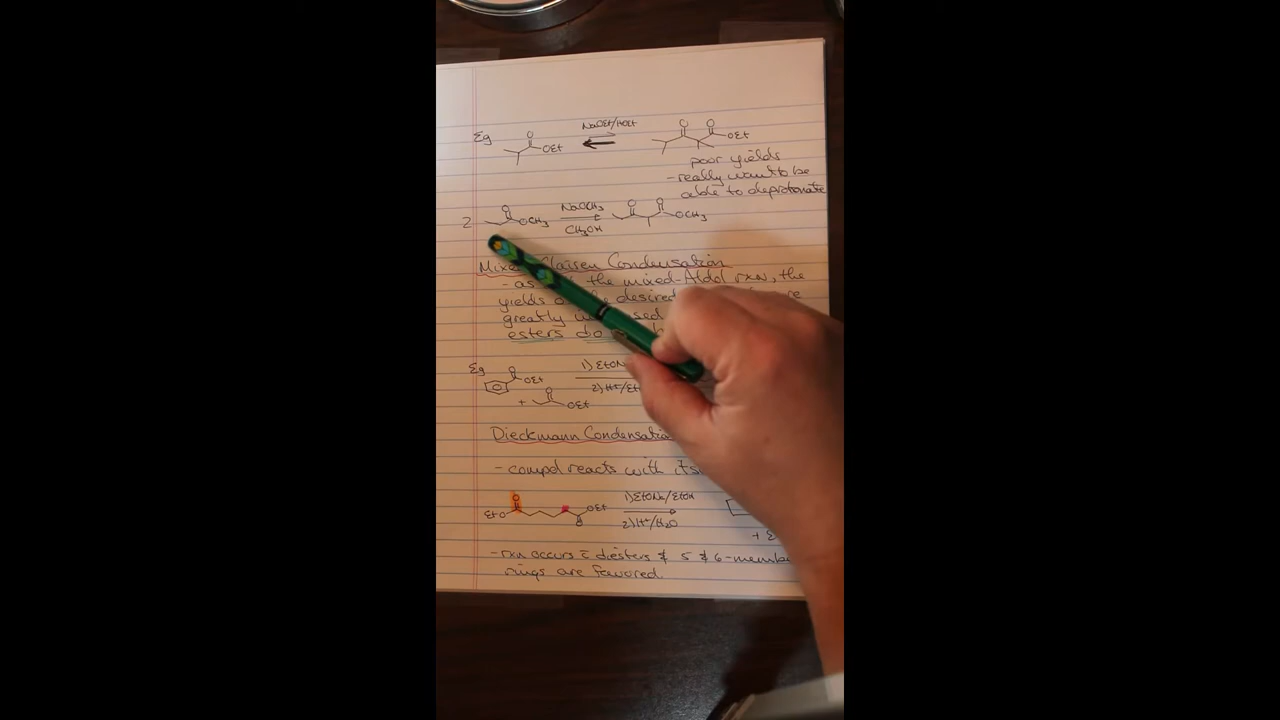 Eg
O
OEt
NaOEt/HOEt
O O
OEt
poor yields
- really want to be
able to deprotonate
2
O
OCH3
NaOCH3
CH3OH
O O
OCH3
Claisen Condensation
- as the mixed-Aldol rxn, the
yields desired
greatly
esters do
Eg
O
OEt
+
O
OEt
1) EtON
2) H+/Et
Dieckmann Condensation
- compd reacts with its
O
EtO
OEt
O
1) EtONa/EtOH
2) H+/H2O
+ E
- rxn occurs c̄ diesters & 5 & 6-membe
rings are favored.